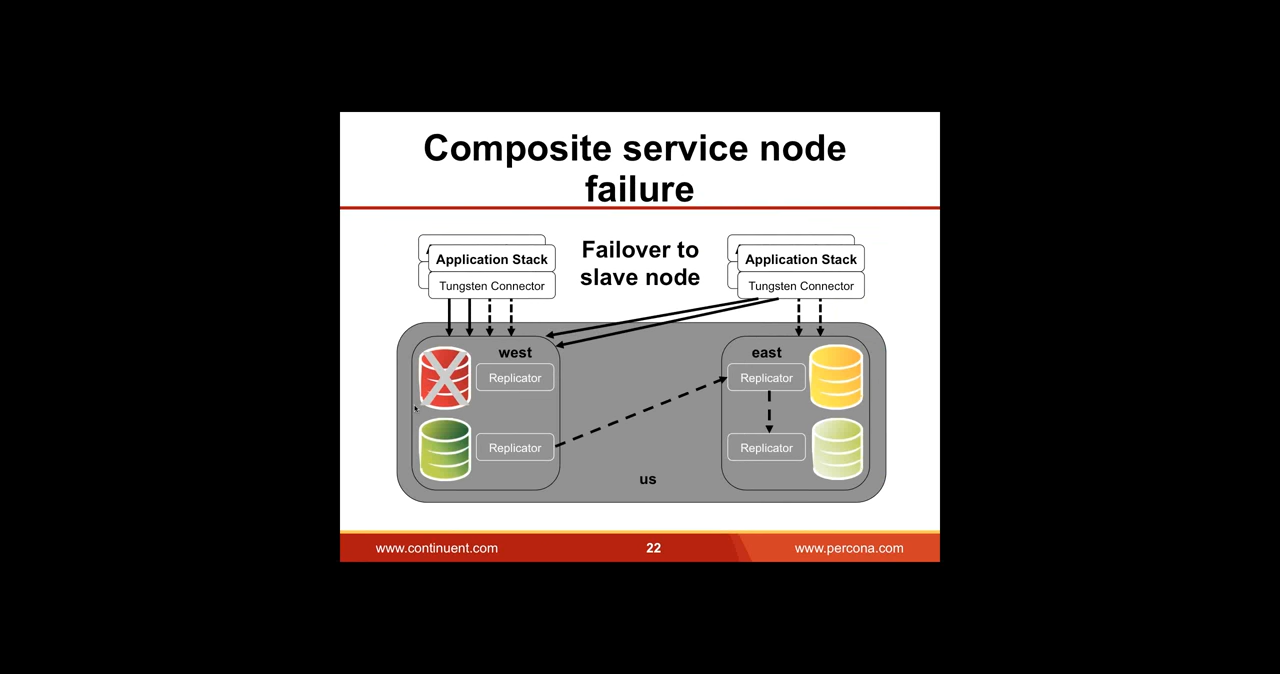 Composite service node
failure
Failover to
slave node
Application Stack
Tungsten Connector
Application Stack
Tungsten Connector
west
Replicator
Replicator
east
Replicator
Replicator
us
www.continuent.com
22
www.percona.com